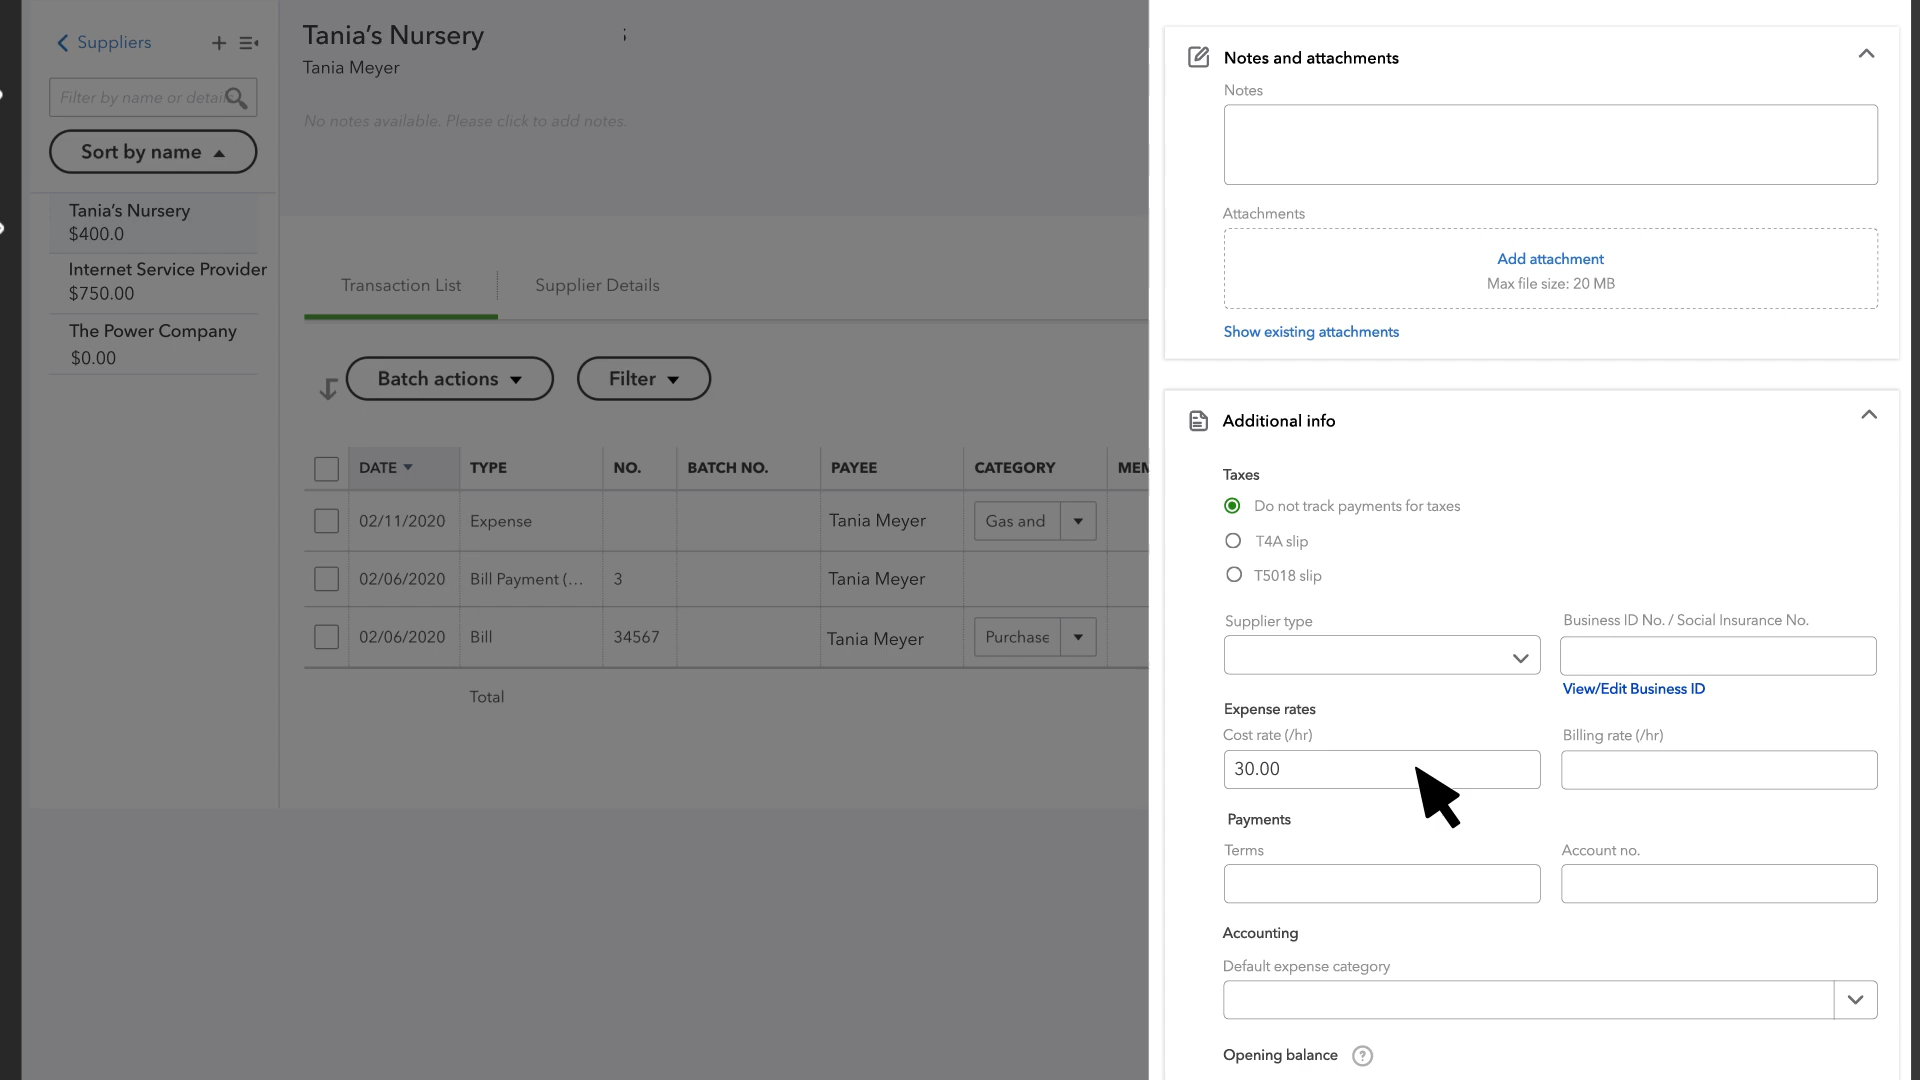 Suppliers
Filter by name or details
Sort by name
Tania's Nursery
$400.0
Internet Service Provider
$750.00
The Power Company
$0.00
Tania's Nursery
Tania Meyer
No notes available. Please click to add notes.
Transaction List
Supplier Details
Batch actions
Filter
DATE TYPE NO. BATCH NO. PAYEE CATEGORY MEM
02/11/2020 Expense Tania Meyer Gas and
02/06/2020 Bill Payment (... 3 Tania Meyer
02/06/2020 Bill 34567 Tania Meyer Purchase
Total
Notes and attachments
Notes
Attachments
Add attachment
Max file size: 20 MB
Show existing attachments
Additional info
Taxes
Do not track payments for taxes
T4A slip
T5018 slip
Supplier type
Business ID No. / Social Insurance No.
View/Edit Business ID
Expense rates
Cost rate (/hr)
Billing rate (/hr)
30.00
Payments
Terms
Account no.
Accounting
Default expense category
Opening balance ?